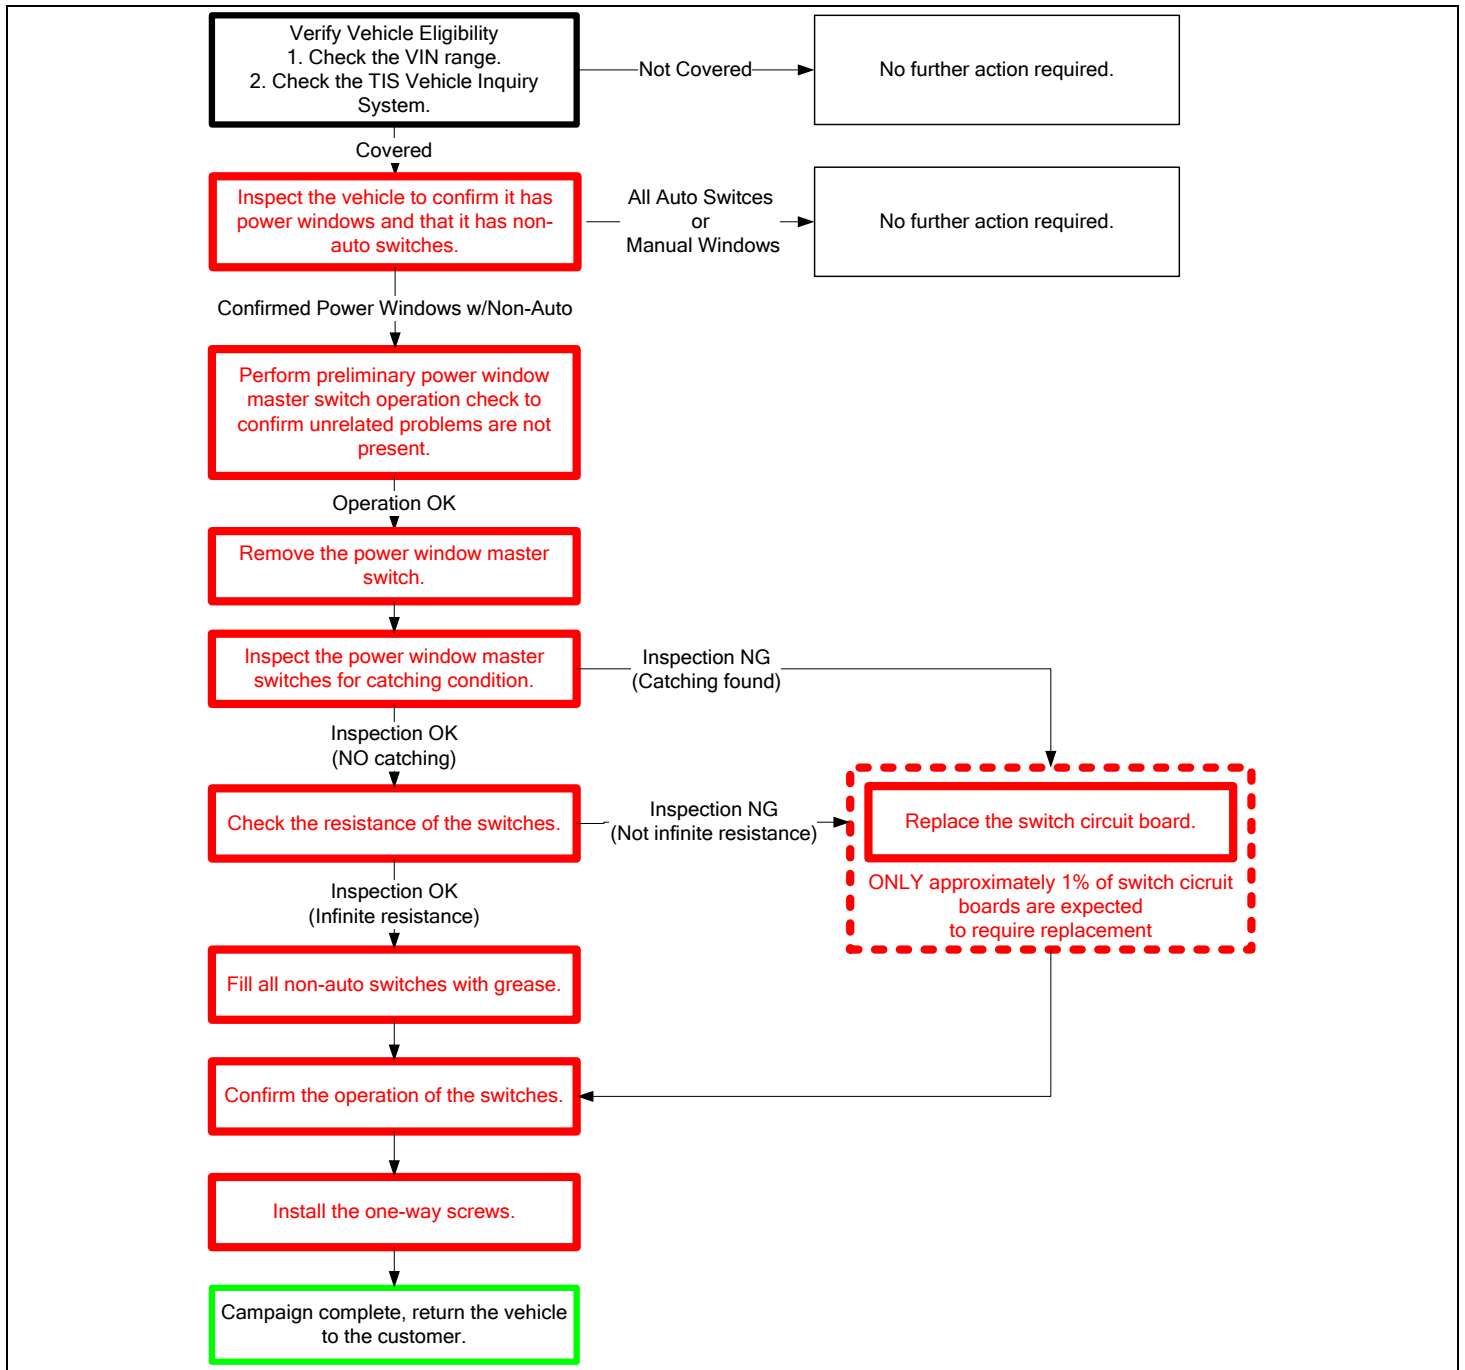 Verify Vehicle Eligibility
1. Check the VIN range.
2. Check the TIS Vehicle Inquiry
System.
Not Covered
No further action required.
Covered
Inspect the vehicle to confirm it has
power windows and that it has non-
auto switches.
All Auto Switces
or
Manual Windows
No further action required.
Confirmed Power Windows w/Non-Auto
Perform preliminary power window
master switch operation check to
confirm unrelated problems are not
present.
Operation OK
Remove the power window master
switch.
Inspect the power window master
switches for catching condition.
Inspection NG
(Catching found)
Inspection OK
(NO catching)
Check the resistance of the switches.
Inspection NG
(Not infinite resistance)
Replace the switch circuit board.
ONLY approximately 1% of switch cicruit
boards are expected
to require replacement
Inspection OK
(Infinite resistance)
Fill all non-auto switches with grease.
Confirm the operation of the switches.
Install the one-way screws.
Campaign complete, return the vehicle
to the customer.